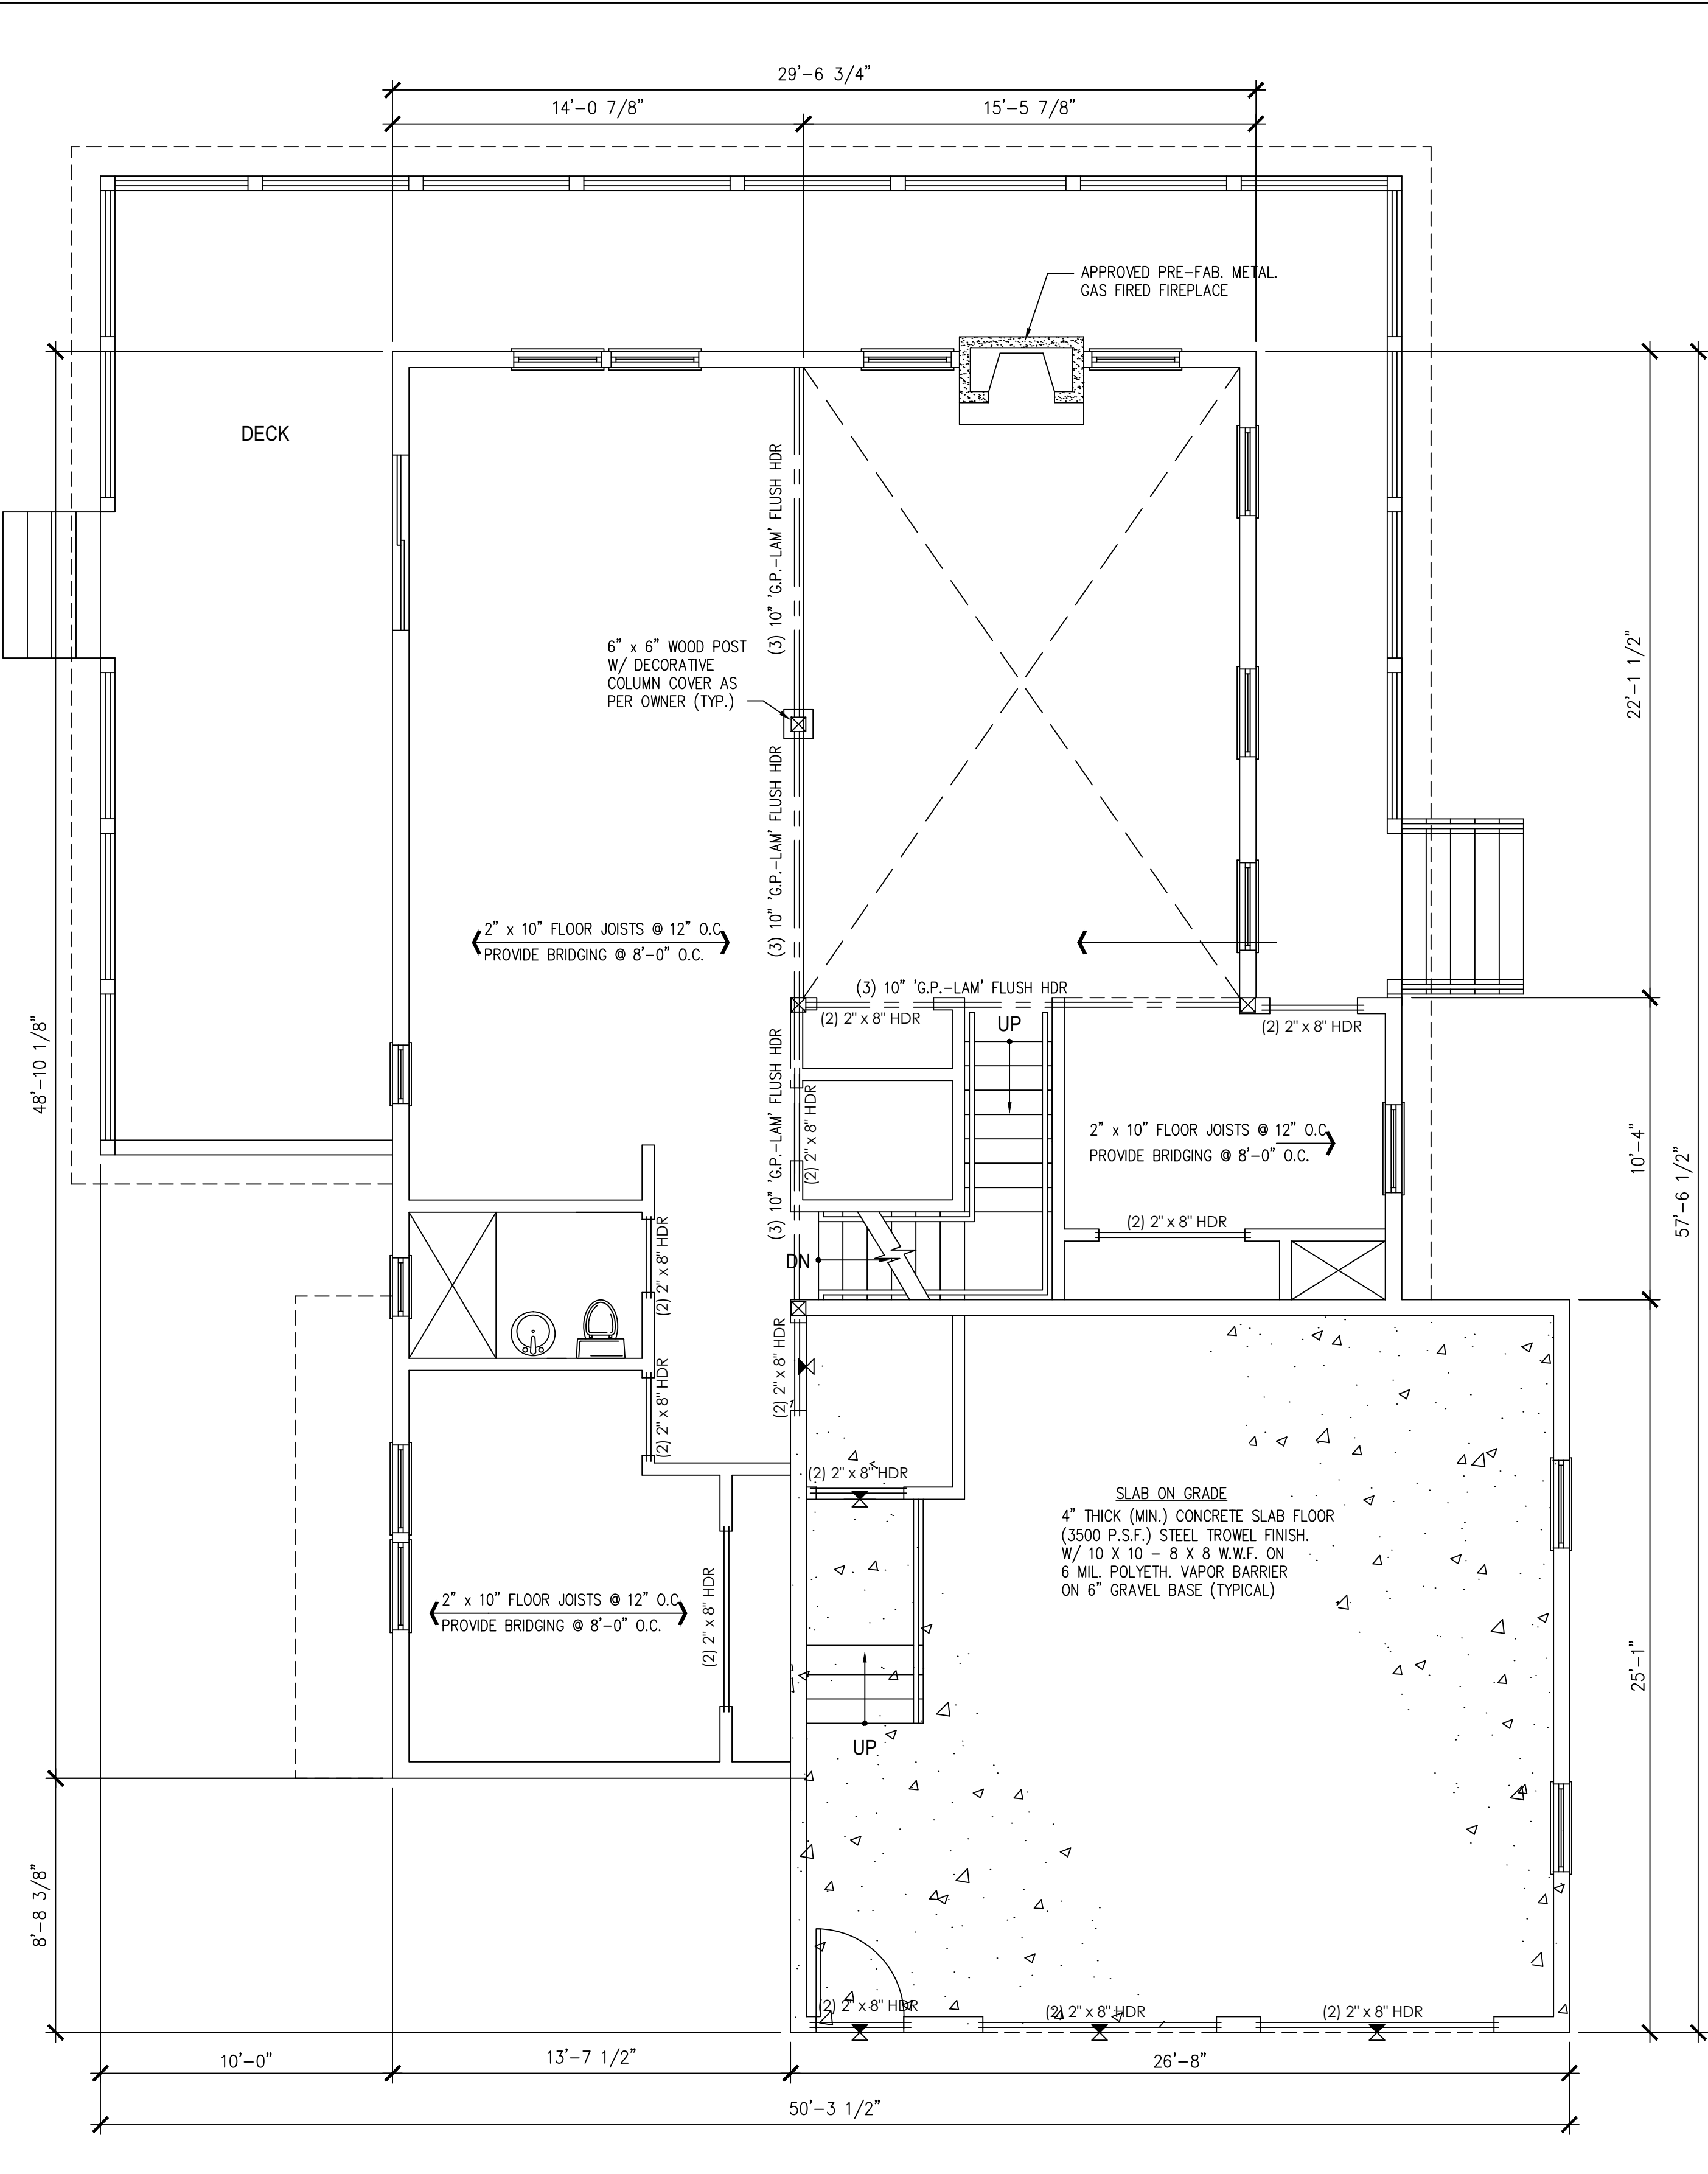 29'-6 3/4"
14'-0 7/8"
15'-5 7/8"
APPROVED PRE-FAB. METAL.
GAS FIRED FIREPLACE
DECK
(3) 10" 'G.P.-LAM' FLUSH HDR
6" x 6" WOOD POST
W/ DECORATIVE
COLUMN COVER AS
PER OWNER (TYP.)
22'-1 1/2"
(3) 10" 'G.P.-LAM' FLUSH HDR
2" x 10" FLOOR JOISTS @ 12" O.C.
PROVIDE BRIDGING @ 8'-0" O.C.
(3) 10" 'G.P.-LAM' FLUSH HDR
(2) 2" x 8" HDR
UP
(2) 2" x 8" HDR
48'-10 1/8"
(3) 10" 'G.P.-LAM' FLUSH HDR
(2) 2" x 8" HDR
2" x 10" FLOOR JOISTS @ 12" O.C.
PROVIDE BRIDGING @ 8'-0" O.C.
10'-4"
57'-6 1/2"
(2) 2" x 8" HDR
(2) 2" x 8" HDR
DN
(2) 2" x 8" HDR
(2) 2" x 8" HDR
(2) 2" x 8" HDR
SLAB ON GRADE
4" THICK (MIN.) CONCRETE SLAB FLOOR
(3500 P.S.F.) STEEL TROWEL FINISH.
W/ 10 X 10 - 8 X 8 W.W.F. ON
6 MIL. POLYETH. VAPOR BARRIER
ON 6" GRAVEL BASE (TYPICAL)
2" x 10" FLOOR JOISTS @ 12" O.C.
PROVIDE BRIDGING @ 8'-0" O.C.
(2) 2" x 8" HDR
25'-1"
UP
8'-8 3/8"
(2) 2" x 8" HDR
(2) 2" x 8" HDR
(2) 2" x 8" HDR
10'-0"
13'-7 1/2"
26'-8"
50'-3 1/2"